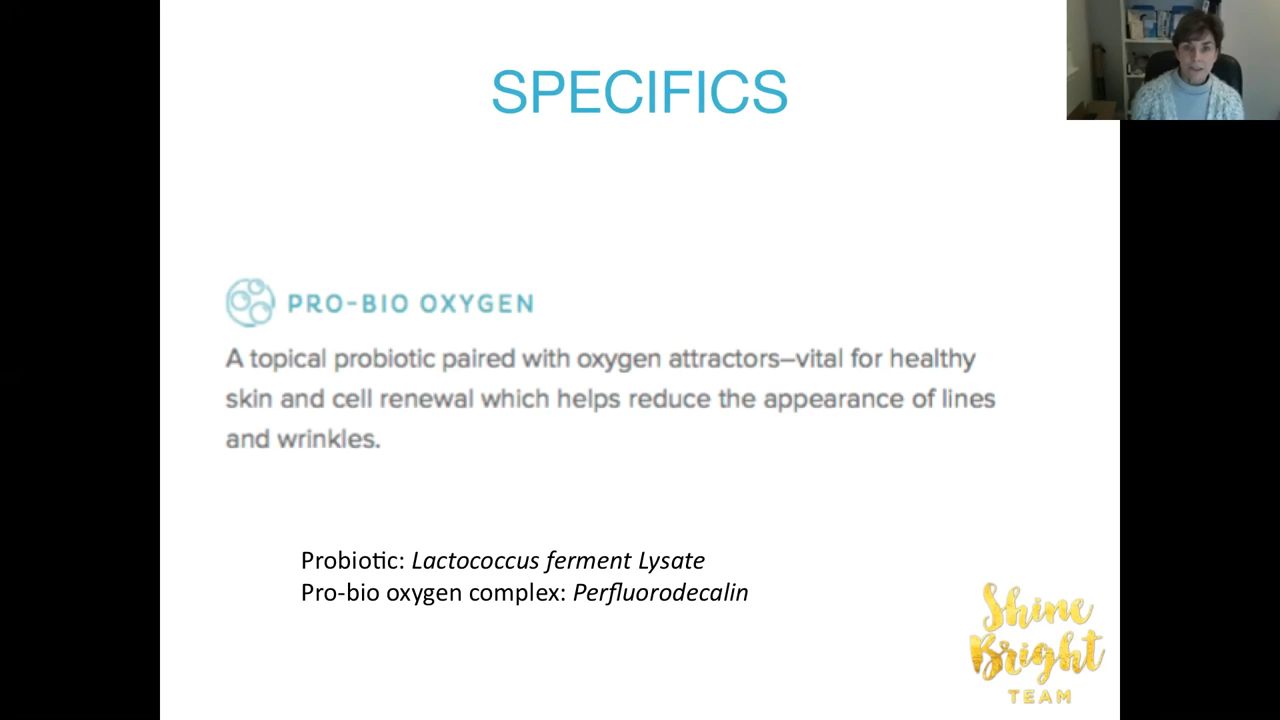 SPECIFICS
PRO-BIO OXYGEN
A topical probiotic paired with oxygen attractors–vital for healthy
skin and cell renewal which helps reduce the appearance of lines
and wrinkles.
Probiotic: Lactococcus ferment Lysate
Pro-bio oxygen complex: Perfluorodecalin
Shine
Bright
TEAM